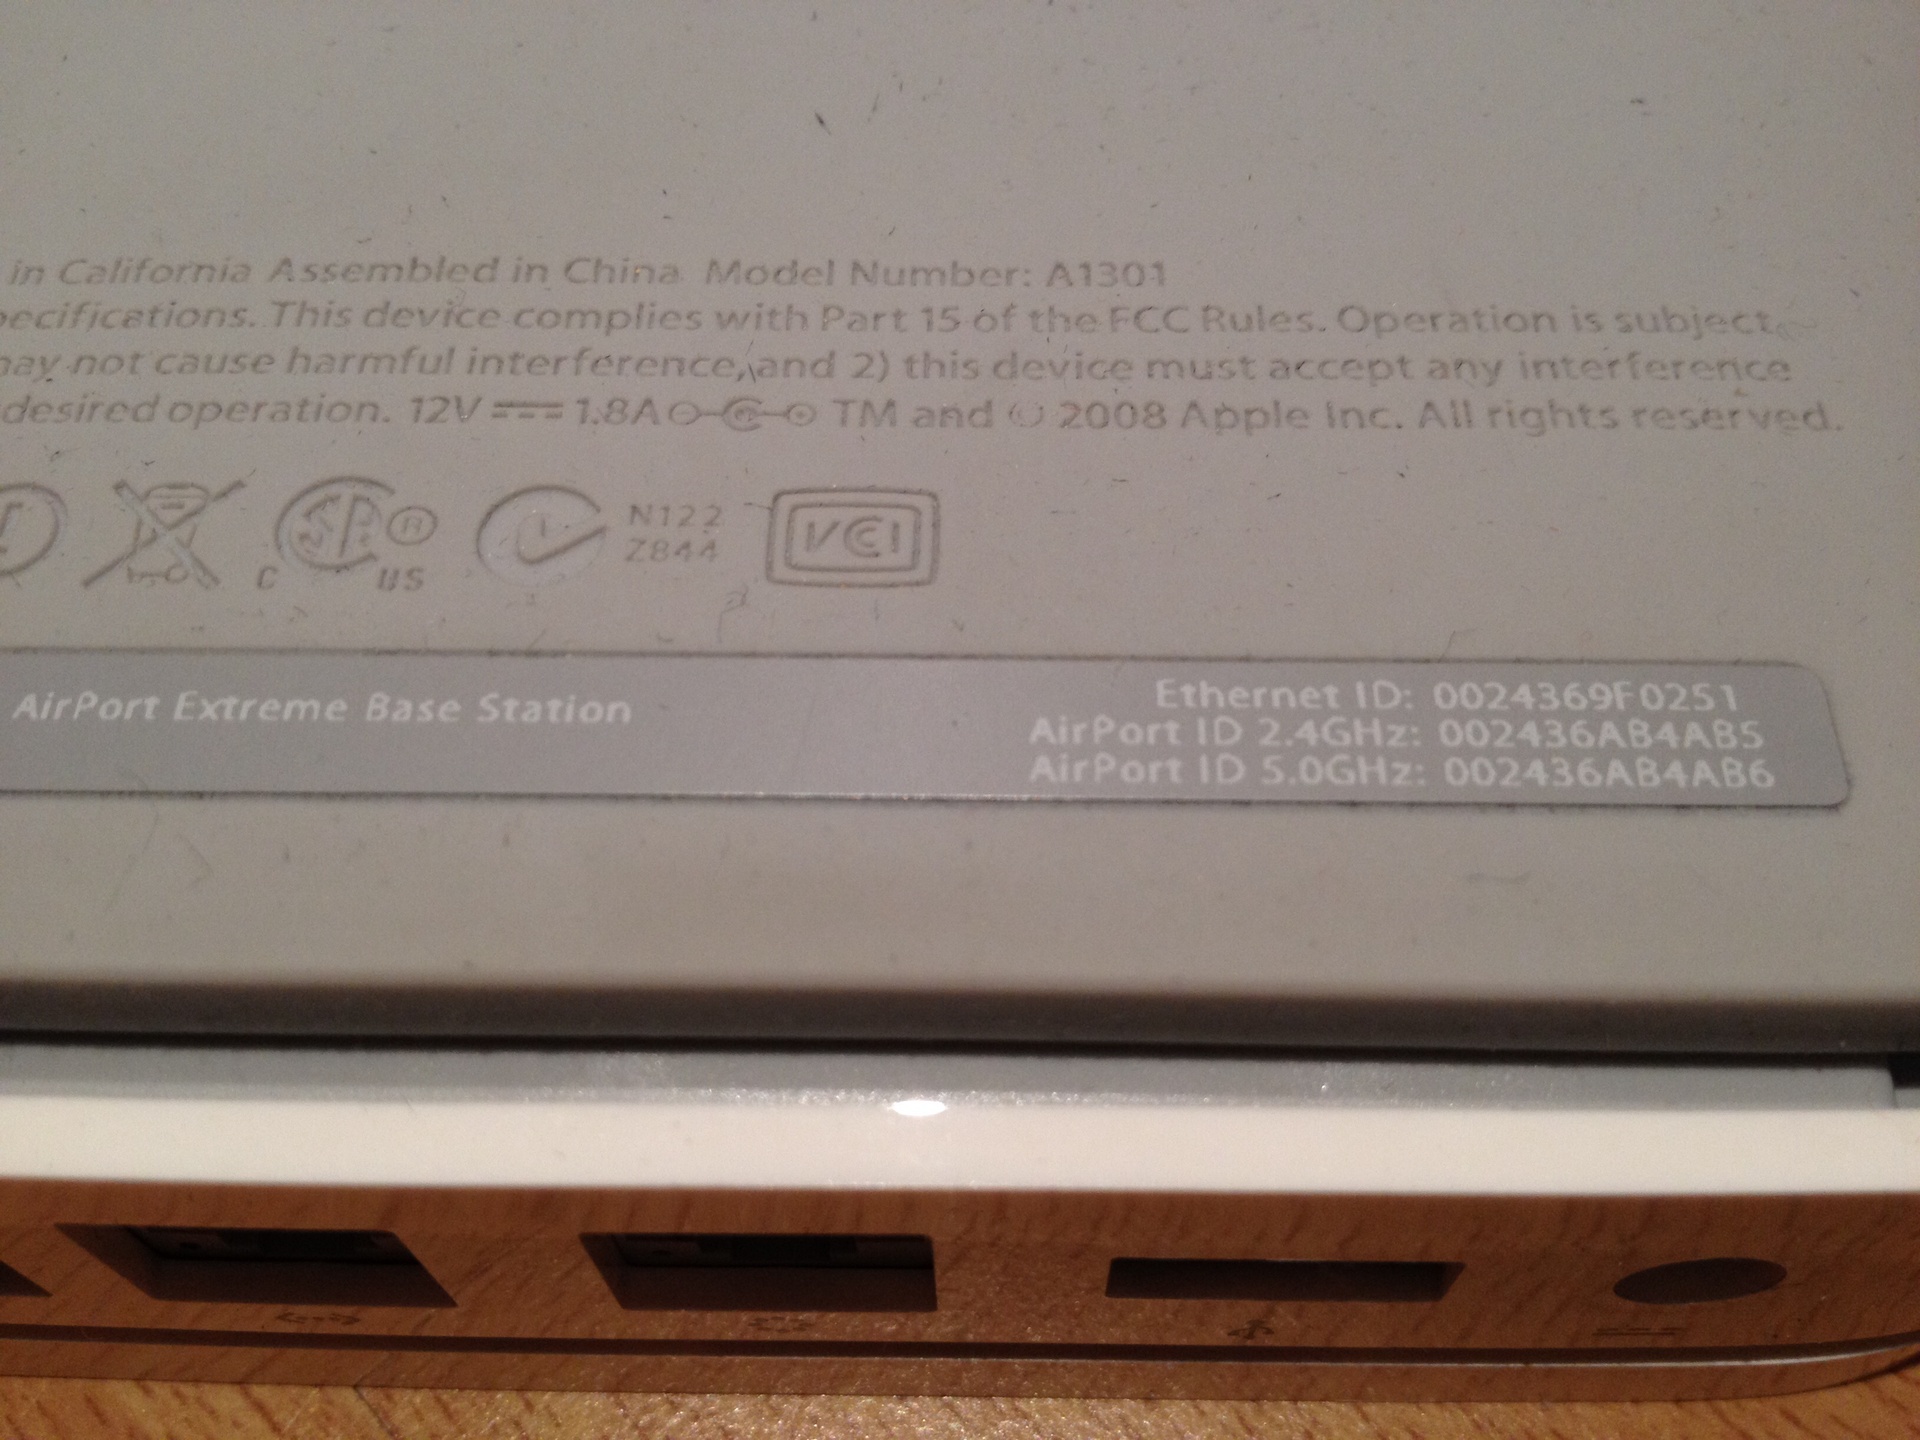 in California Assembled in China Model Number: A1301
pecifications. This device complies with Part 15 of the FCC Rules. Operation is subject
may not cause harmful interference, and 2) this device must accept any interference
desired operation. 12V 1.8A TM and © 2008 Apple Inc. All rights reserved.
C US ® N122
Z844
VCCI
AirPort Extreme Base Station
Ethernet ID: 0024369F0251
AirPort ID 2.4GHz: 002436AB4AB5
AirPort ID 5.0GHz: 002436AB4AB6